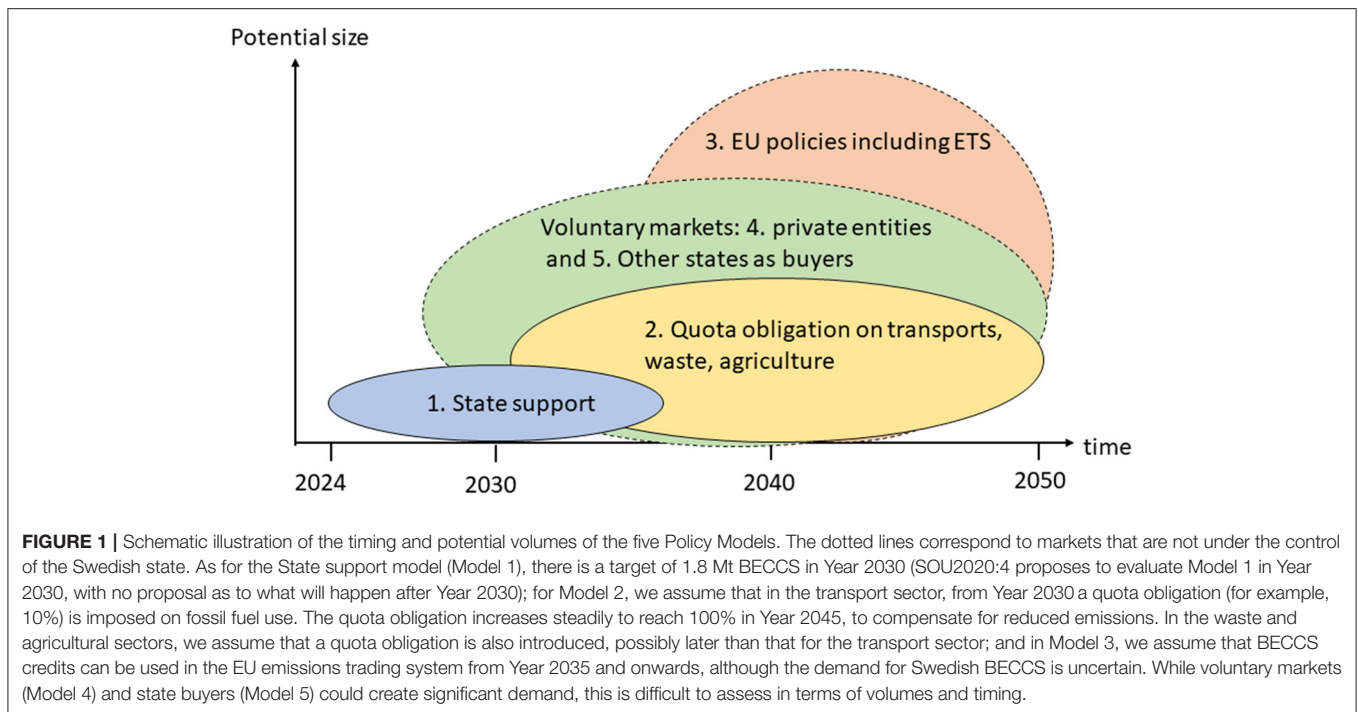 Potential size
3. EU policies including ETS
Voluntary markets: 4. private entities
and 5. Other states as buyers
2. Quota obligation on transports,
waste, agriculture
1. State support
time
2024
2030
2040
2050
FIGURE 1 | Schematic illustration of the timing and potential volumes of the five Policy Models. The dotted lines correspond to markets that are not under the control
of the Swedish state. As for the State support model (Model 1), there is a target of 1.8 Mt BECCS in Year 2030 (SOU2020:4 proposes to evaluate Model 1 in Year
2030, with no proposal as to what will happen after Year 2030); for Model 2, we assume that in the transport sector, from Year 2030 a quota obligation (for example,
10%) is imposed on fossil fuel use. The quota obligation increases steadily to reach 100% in Year 2045, to compensate for reduced emissions. In the waste and
agricultural sectors, we assume that a quota obligation is also introduced, possibly later than that for the transport sector; and in Model 3, we assume that BECCS
credits can be used in the EU emissions trading system from Year 2035 and onwards, although the demand for Swedish BECCS is uncertain. While voluntary markets
(Model 4) and state buyers (Model 5) could create significant demand, this is difficult to assess in terms of volumes and timing.